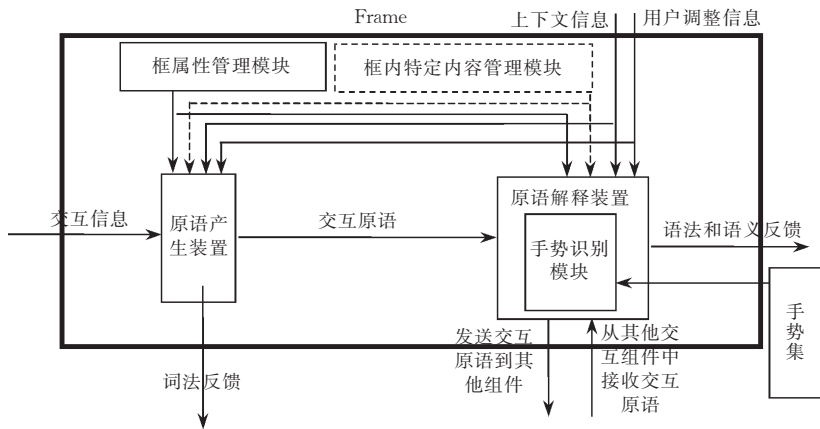 Frame
上下文信息
用户调整信息
框属性管理模块
框内特定内容管理模块
交互信息
原语产
生装置
交互原语
原语解释装置
手势识别
模块
语法和语义反馈
手
势
集
词法反馈
发送交互
原语到其
他组件
从其他交
互组件中
接收交互
原语